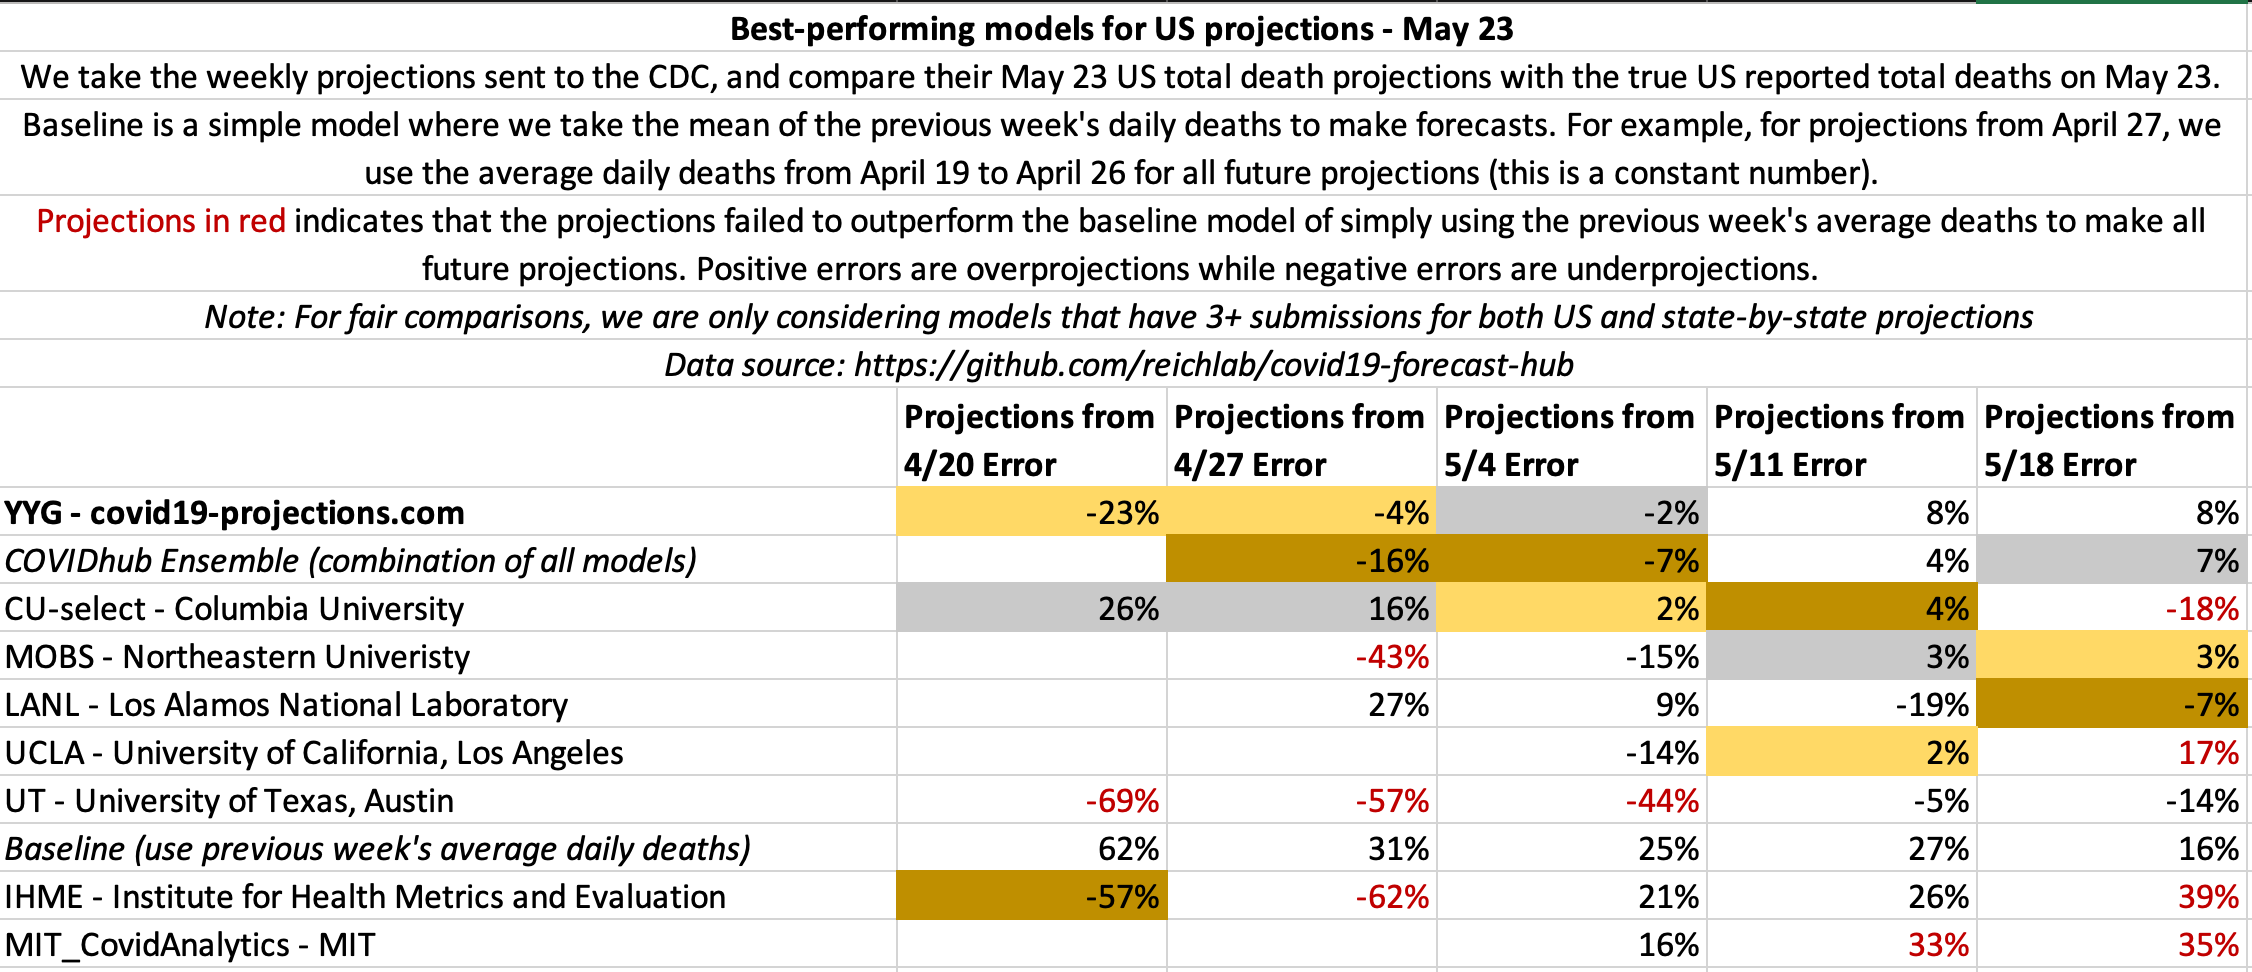 Best-performing models for US projections - May 23
We take the weekly projections sent to the CDC, and compare their May 23 US total death projections with the true US reported total deaths on May 23.
Baseline is a simple model where we take the mean of the previous week's daily deaths to make forecasts. For example, for projections from April 27, we
use the average daily deaths from April 19 to April 26 for all future projections (this is a constant number).
Projections in red indicates that the projections failed to outperform the baseline model of simply using the previous week's average deaths to make all
future projections. Positive errors are overprojections while negative errors are underprojections.
Note: For fair comparisons, we are only considering models that have 3+ submissions for both US and state-by-state projections
Data source: https://github.com/reichlab/covid19-forecast-hub
Projections from Projections from Projections from Projections from Projections from
4/20 Error 4/27 Error 5/4 Error 5/11 Error 5/18 Error
YYG - covid19-projections.com -23% -4% -2% 8% 8%
COVIDhub Ensemble (combination of all models) -16% -7% 4% 7%
CU-select - Columbia University 26% 16% 2% 4% -18%
MOBS - Northeastern Univeristy -43% -15% 3% 3%
LANL - Los Alamos National Laboratory 27% 9% -19% -7%
UCLA - University of California, Los Angeles -14% 2% 17%
UT - University of Texas, Austin -69% -57% -44% -5% -14%
Baseline (use previous week's average daily deaths) 62% 31% 25% 27% 16%
IHME - Institute for Health Metrics and Evaluation -57% -62% 21% 26% 39%
MIT_CovidAnalytics - MIT 16% 33% 35%